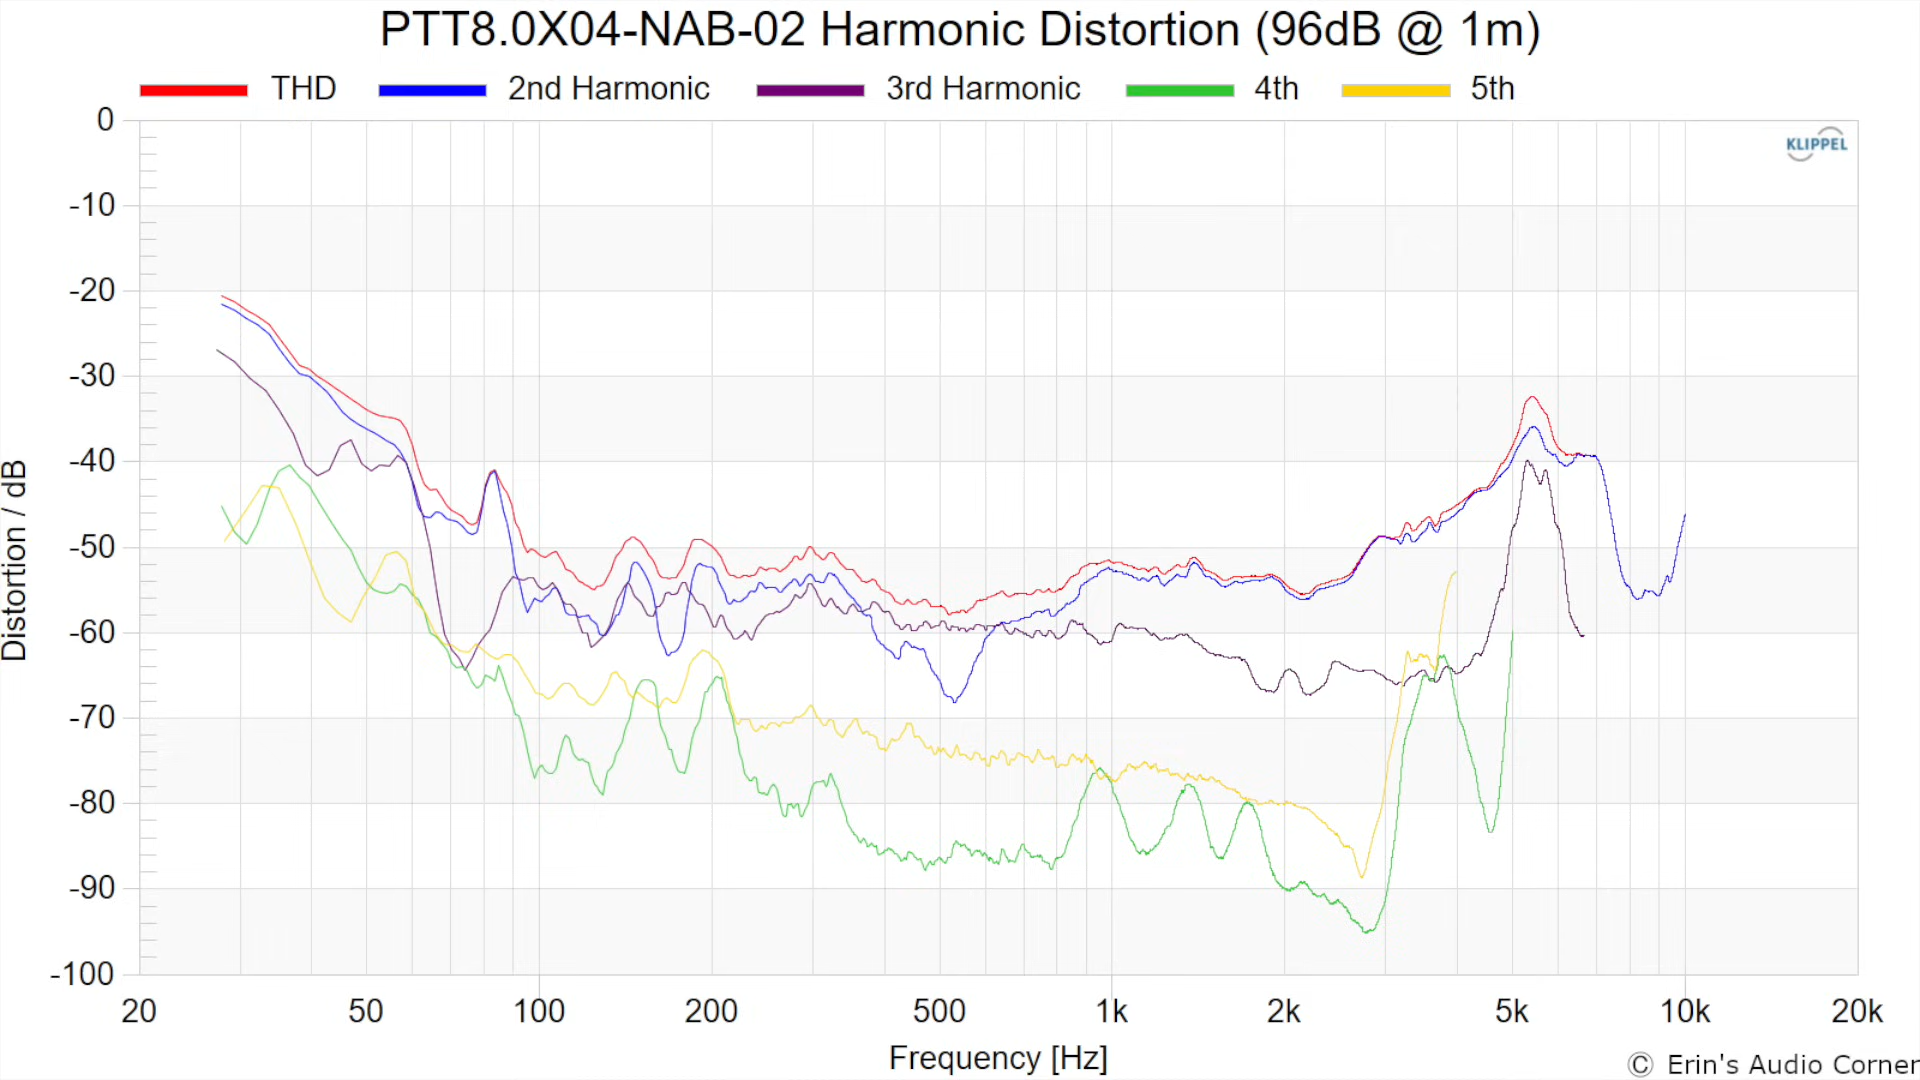 PTT8.0X04-NAB-02 Harmonic Distortion (96dB @ 1m)
THD 2nd Harmonic 3rd Harmonic 4th 5th
KLIPPEL
0
-10
-20
-30
-40
-50
-60
-70
-80
-90
-100
Distortion / dB
20 50 100 200 500 1k 2k 5k 10k 20k
Frequency [Hz]
© Erin's Audio Corner